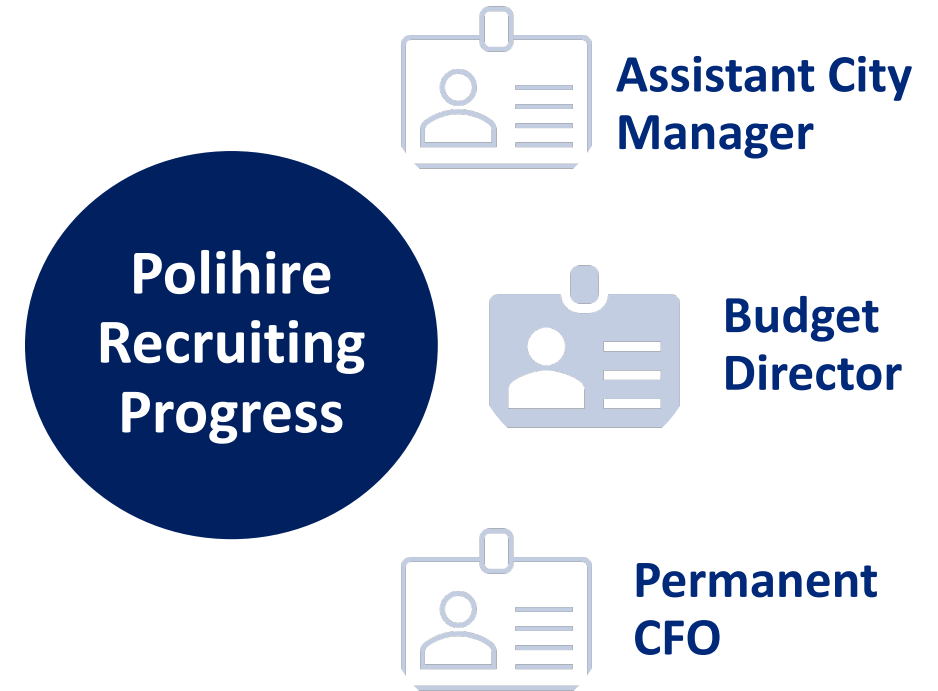 Assistant City
Manager
Polihire
Recruiting
Progress
Budget
Director
Permanent
CFO